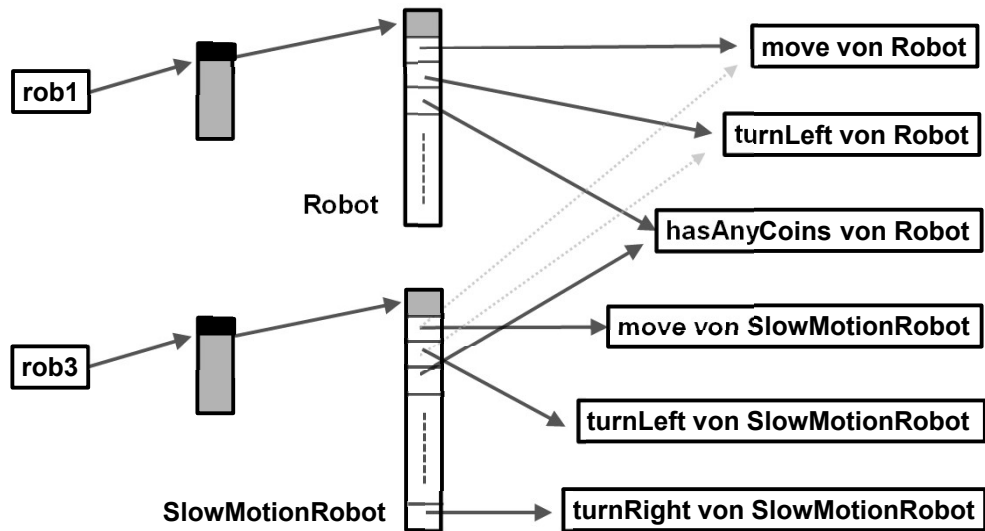 move von Robot
rob1
turnLeft von Robot
Robot
hasAnyCoins von Robot
move von SlowMotionRobot
rob3
turnLeft von SlowMotionRobot
SlowMotionRobot
turnRight von SlowMotionRobot